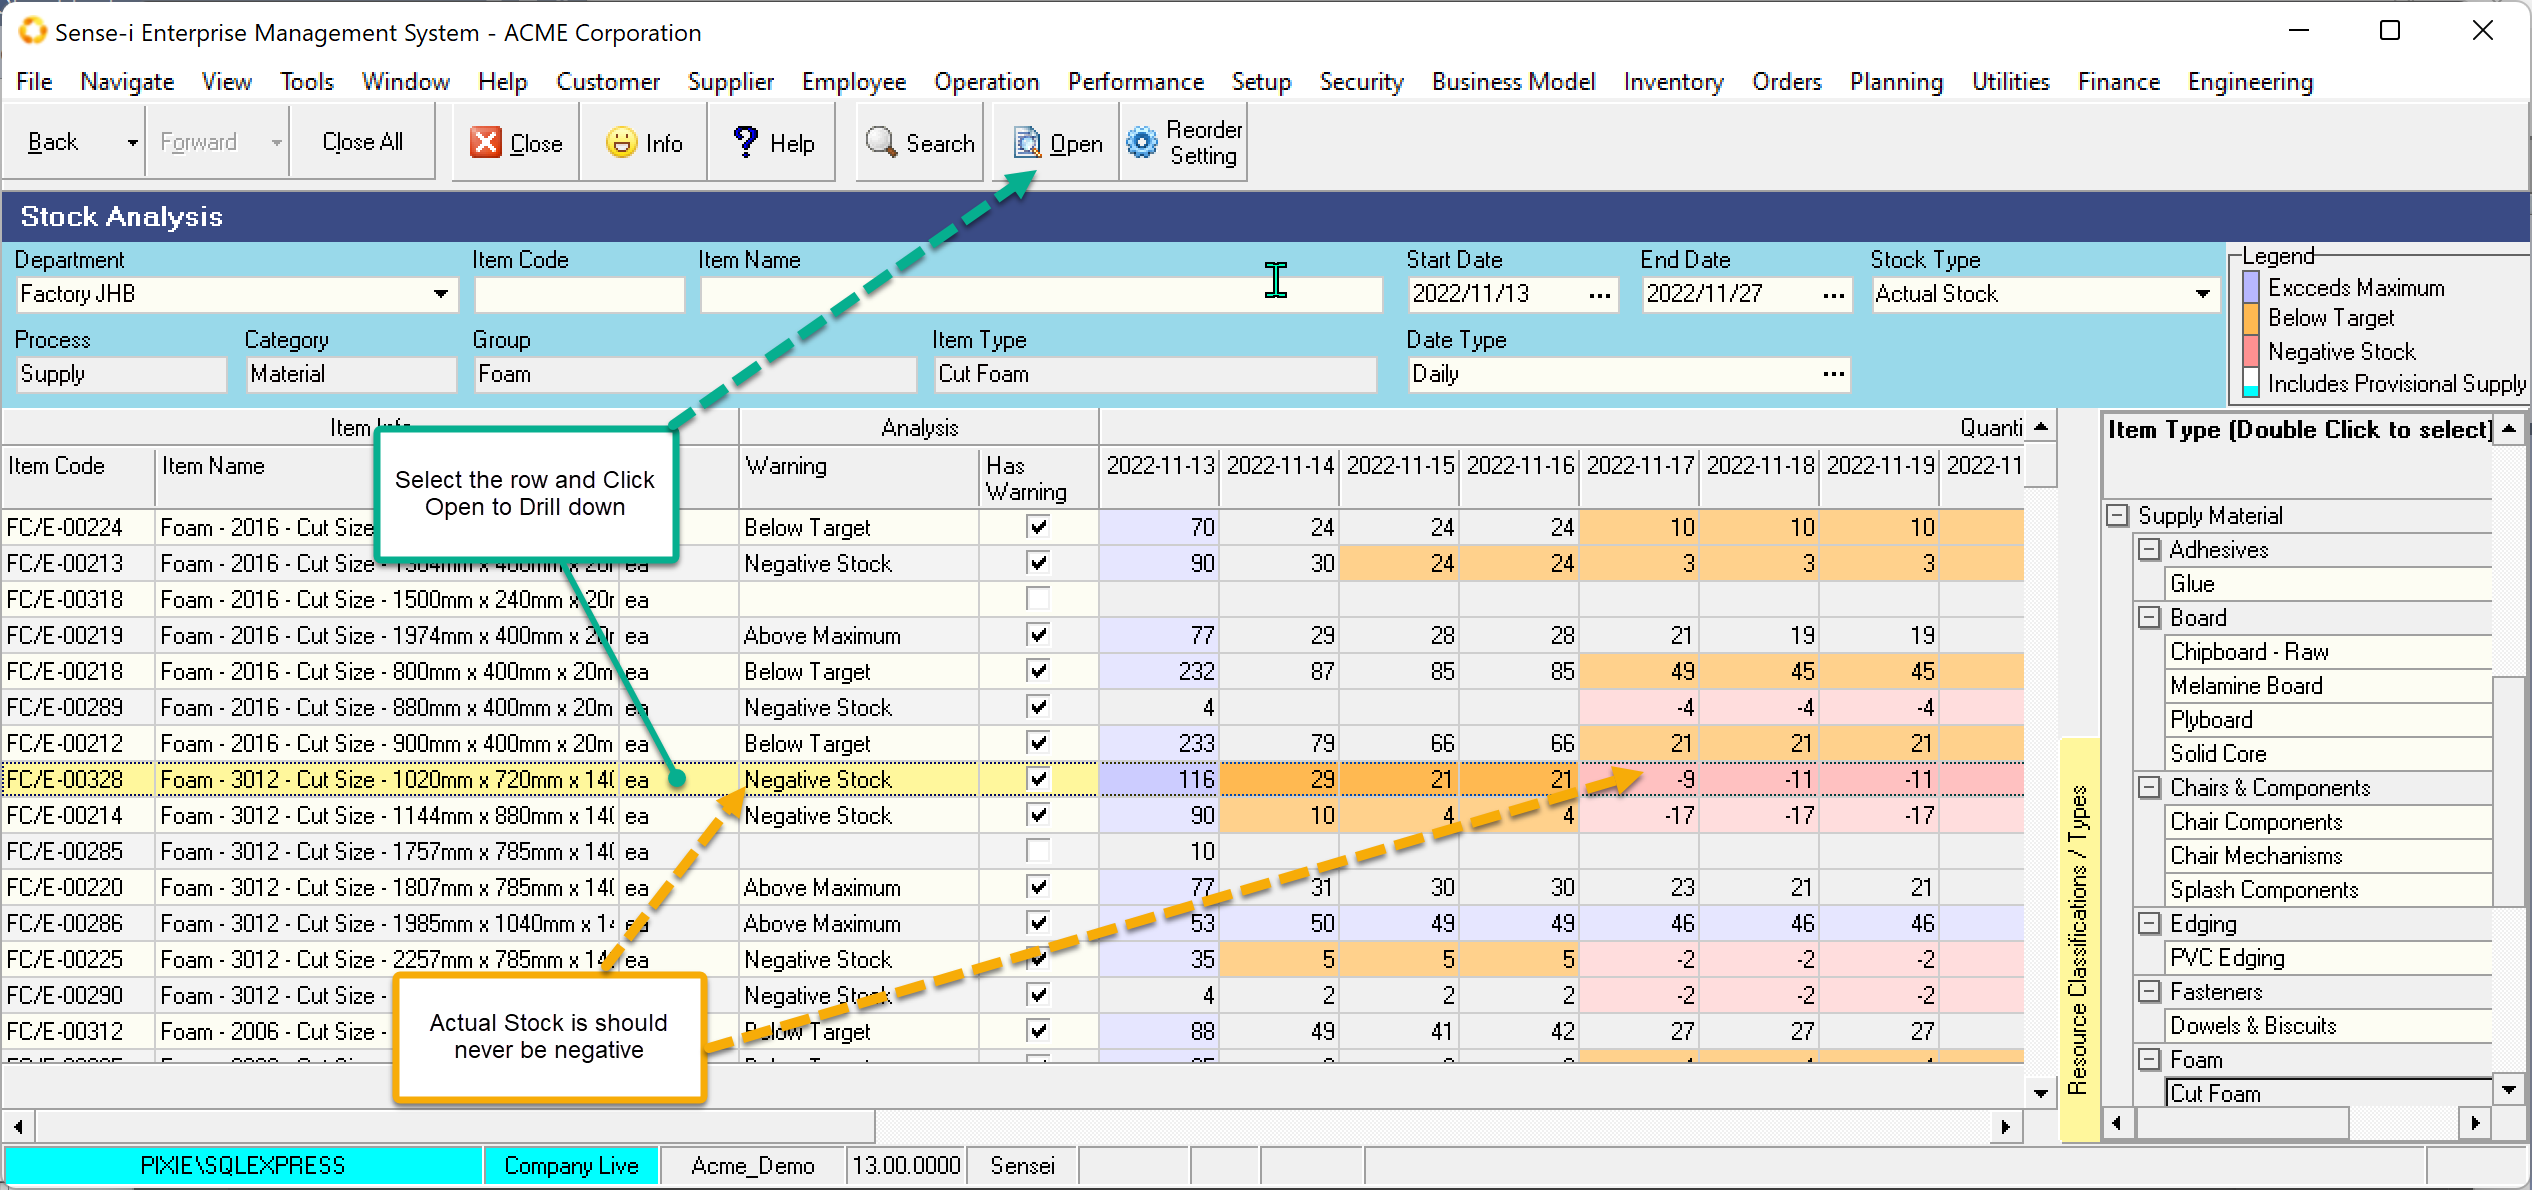 Sense-i Enterprise Management System - ACME Corporation
File Navigate View Tools Window Help Customer Supplier Employee Operation Performance Setup Security Business Model Inventory Orders Planning Utilities Finance Engineering
Back Forward Close All Close Info Help Search Open Reorder Setting
Stock Analysis
Department Item Code Item Name Start Date End Date Stock Type
Factory JHB 2022/11/13 ... 2022/11/27 ... Actual Stock
Process Category Group Item Type Date Type
Supply Material Foam Cut Foam Daily ...
Legend
Excceds Maximum
Below Target
Negative Stock
Includes Provisional Supply
Item Info Analysis Quanti
Item Code Item Name Warning Has Warning 2022-11-13 2022-11-14 2022-11-15 2022-11-16 2022-11-17 2022-11-18 2022-11-19 2022-11
FC/E-00224 Foam - 2016 - Cut Size Below Target 70 24 24 24 10 10 10
FC/E-00213 Foam - 2016 - Cut Size - 1504mm x 400mm x 20r ea Negative Stock 90 30 24 24 3 3 3
FC/E-00318 Foam - 2016 - Cut Size - 1500mm x 240mm x 20r ea
FC/E-00219 Foam - 2016 - Cut Size - 1974mm x 400mm x 20r ea Above Maximum 77 29 28 28 21 19 19
FC/E-00218 Foam - 2016 - Cut Size - 800mm x 400mm x 20m ea Below Target 232 87 85 85 49 45 45
FC/E-00289 Foam - 2016 - Cut Size - 880mm x 400mm x 20m ea Negative Stock 4 -4 -4 -4
FC/E-00212 Foam - 2016 - Cut Size - 900mm x 400mm x 20m ea Below Target 233 79 66 66 21 21 21
FC/E-00328 Foam - 3012 - Cut Size - 1020mm x 720mm x 14( ea Negative Stock 116 29 21 21 -9 -11 -11
FC/E-00214 Foam - 3012 - Cut Size - 1144mm x 880mm x 14( ea Negative Stock 90 10 4 4 -17 -17 -17
FC/E-00285 Foam - 3012 - Cut Size - 1757mm x 785mm x 14( ea 10
FC/E-00220 Foam - 3012 - Cut Size - 1807mm x 785mm x 14( ea Above Maximum 77 31 30 30 23 21 21
FC/E-00286 Foam - 3012 - Cut Size - 1985mm x 1040mm x 1 ea Above Maximum 53 50 49 49 46 46 46
FC/E-00225 Foam - 3012 - Cut Size - 2257mm x 785mm x 14 ea Negative Stock 35 5 5 5 -2 -2 -2
FC/E-00290 Foam - 3012 - Cut Size - Negative Stock 4 2 2 2 -2 -2 -2
FC/E-00312 Foam - 2006 - Cut Size - Below Target 88 49 41 42 27 27 27
Select the row and Click
Open to Drill down
Actual Stock is should
never be negative
Resource Classifications / Types
Item Type (Double Click to select)
Supply Material
Adhesives
Glue
Board
Chipboard - Raw
Melamine Board
Plyboard
Solid Core
Chairs & Components
Chair Components
Chair Mechanisms
Splash Components
Edging
PVC Edging
Fasteners
Dowels & Biscuits
Foam
Cut Foam
PIXIE\SQLEXPRESS Company Live Acme_Demo 13.00.0000 Sensei